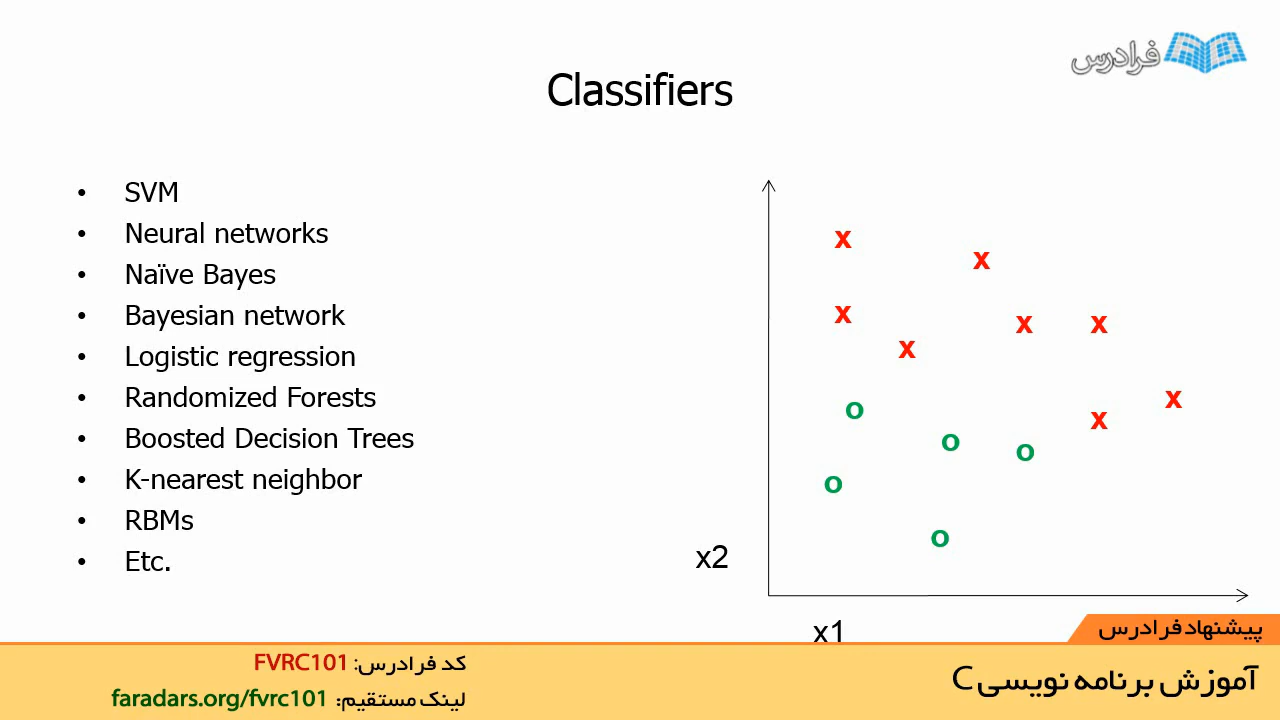 فرادرس
Classifiers
• SVM
• Neural networks
• Naïve Bayes
• Bayesian network
• Logistic regression
• Randomized Forests
• Boosted Decision Trees
• K-nearest neighbor
• RBMs
• Etc.
x
x
x
x
x
x
x
x
o
o
o
o
o
x2
x1
پیشنهاد فرادرس
آموزش برنامه نویسی C
کد فرادرس: FVRC101
لینک مستقیم: faradars.org/fvrc101